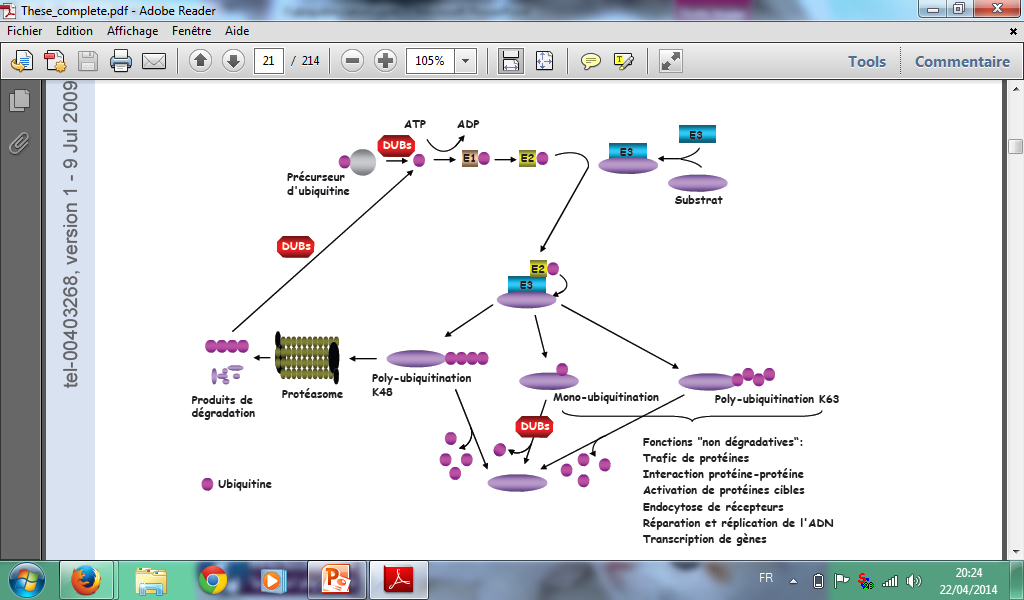 These_complete.pdf - Adobe Reader
Fichier Edition Affichage Fenêtre Aide
21 / 214 105% Tools Commentaire
tel-00403268, version 1 - 9 Jul 2009
ATP ADP
DUBs
E1 E2
E3
E3
Précurseur
d'ubiquitine
Substrat
DUBs
E2
E3
Produits de
dégradation
Protéasome
Poly-ubiquitination
K48
Mono-ubiquitination
Poly-ubiquitination K63
DUBs
Fonctions "non dégradatives":
Trafic de protéines
Interaction protéine-protéine
Activation de protéines cibles
Endocytose de récepteurs
Réparation et réplication de l'ADN
Transcription de gènes
Ubiquitine
FR
20:24
22/04/2014